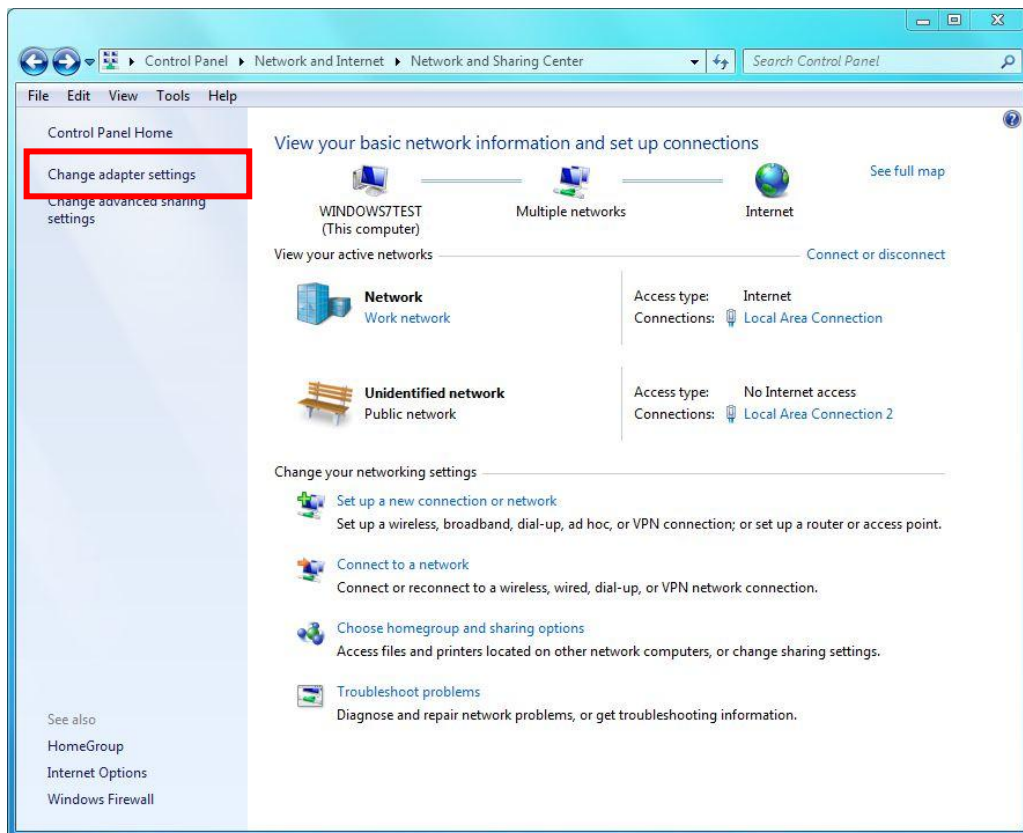 Control Panel ▸ Network and Internet ▸ Network and Sharing Center
Search Control Panel
File Edit View Tools Help
Control Panel Home
Change adapter settings
Change advanced sharing
settings
See also
HomeGroup
Internet Options
Windows Firewall
View your basic network information and set up connections
See full map
WINDOWS7TEST
(This computer)
Multiple networks
Internet
View your active networks
Connect or disconnect
Network
Work network
Access type: Internet
Connections: Local Area Connection
Unidentified network
Public network
Access type: No Internet access
Connections: Local Area Connection 2
Change your networking settings
Set up a new connection or network
Set up a wireless, broadband, dial-up, ad hoc, or VPN connection; or set up a router or access point.
Connect to a network
Connect or reconnect to a wireless, wired, dial-up, or VPN network connection.
Choose homegroup and sharing options
Access files and printers located on other network computers, or change sharing settings.
Troubleshoot problems
Diagnose and repair network problems, or get troubleshooting information.